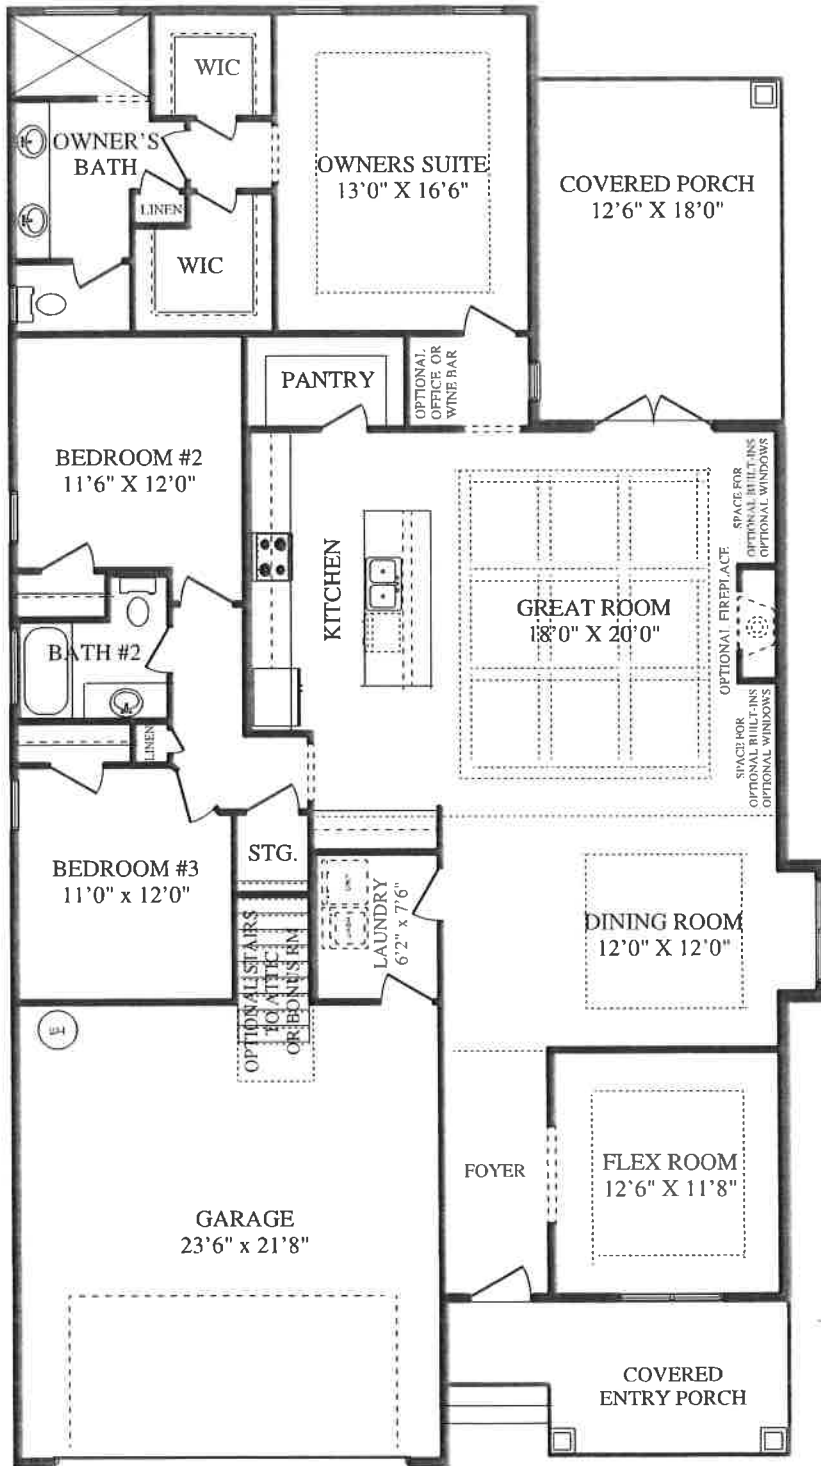 WIC
OWNER'S
BATH
OWNERS SUITE
13'0" X 16'6"
COVERED PORCH
12'6" X 18'0"
LINEN
WIC
PANTRY
OPTIONAL
OFFICE OR
WINE BAR
BEDROOM #2
11'6" X 12'0"
SPACE FOR
OPTIONAL BUILT-INS
OPTIONAL WINDOWS
KITCHEN
GREAT ROOM
18'0" X 20'0"
OPTIONAL FIREPLACE
BATH #2
SPACE FOR
OPTIONAL BUILT-INS
OPTIONAL WINDOWS
LINEN
BEDROOM #3
11'0" x 12'0"
STG.
LAUNDRY
6'2" x 7'6"
DINING ROOM
12'0" X 12'0"
OPTIONAL STAIRS
TO ATTIC
OR BONUS RM
FOYER
FLEX ROOM
12'6" X 11'8"
GARAGE
23'6" x 21'8"
COVERED
ENTRY PORCH